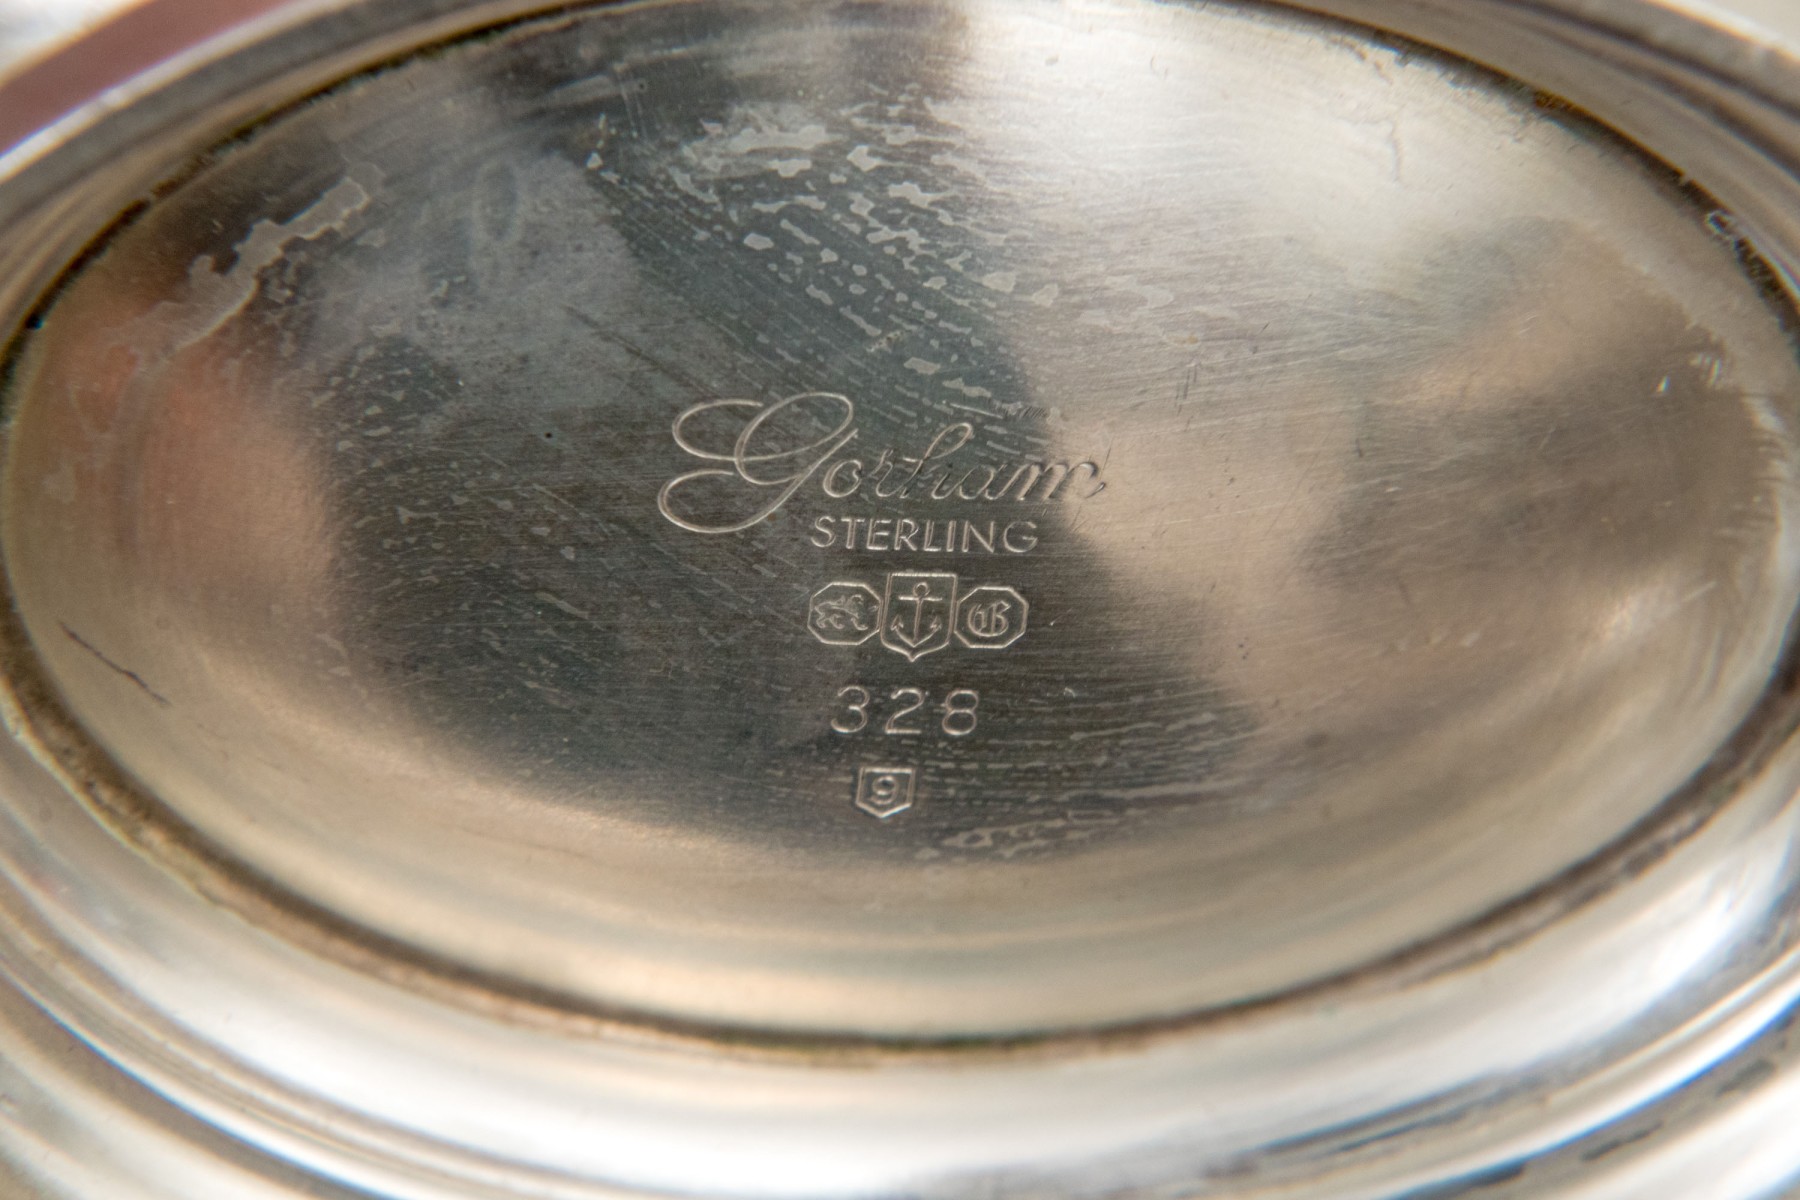 Gorham
STERLING
G
328
9